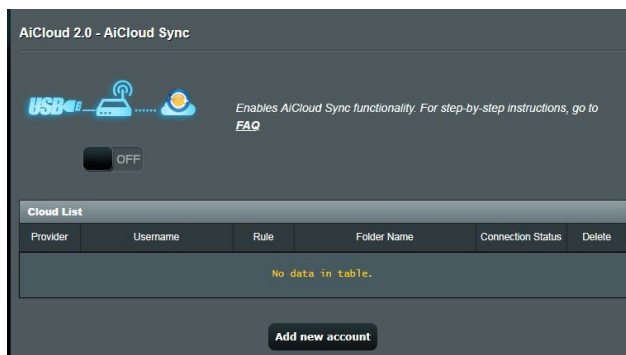 AiCloud 2.0 - AiCloud Sync
USB
Enables AiCloud Sync functionality. For step-by-step instructions, go to
FAQ
OFF
Cloud List
Provider Username Rule Folder Name Connection Status Delete
No data in table.
Add new account